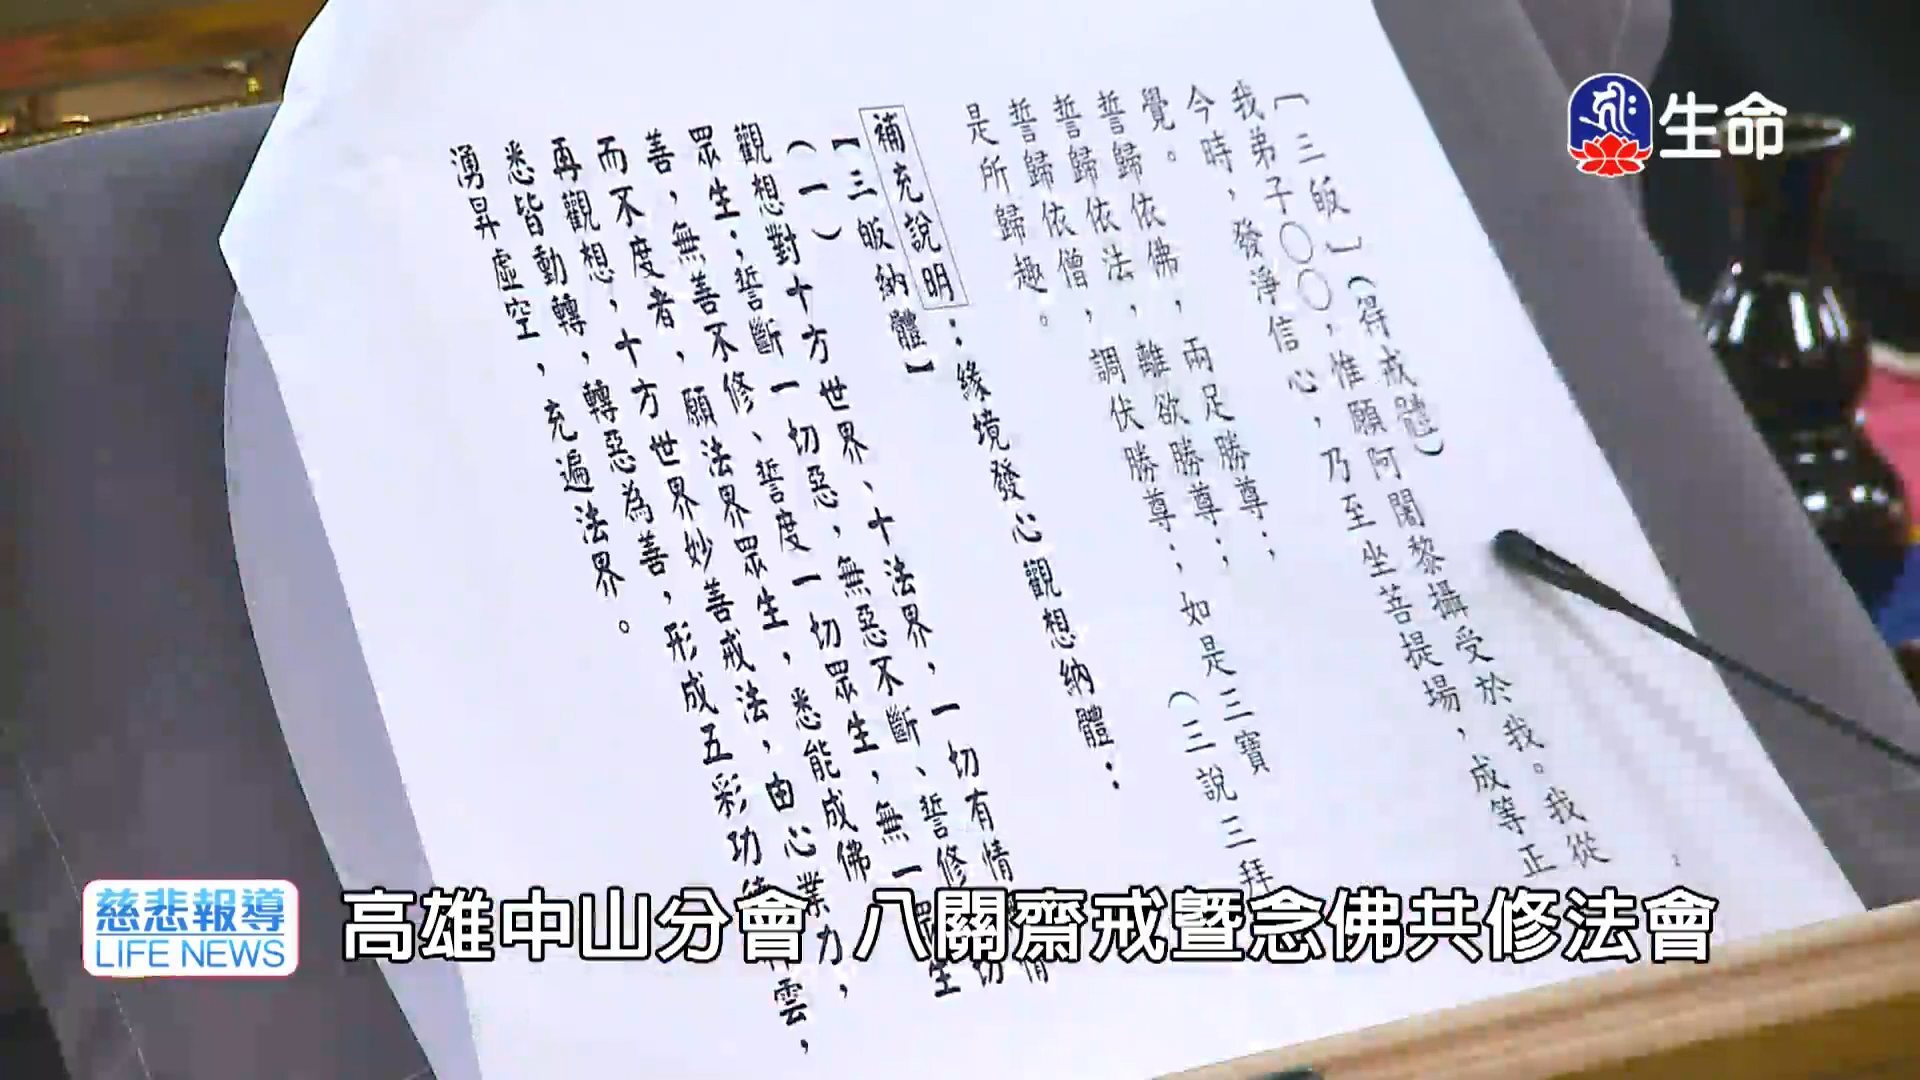 生命
〔三皈〕（得戒體）
我弟子○○，惟願阿闍黎攝受於我。我從
今時，發淨信心，乃至坐菩提場，成等正
覺。
誓歸依佛，兩足勝尊；
誓歸依法，離欲勝尊；
誓歸依僧，調伏勝尊；如是三寶
是所歸趣。（三說三拜
補充說明：緣境發心觀想納體：
【三皈納體】
（一）
觀想對十方世界、十法界，一切有情
眾生；誓斷一切惡，無惡不斷、誓修
善，無善不修、誓度一切眾生，無一
而不度者，願法界眾生，悉能成佛
再觀想，十方世界妙善戒法，由心業力，
悉皆動轉，轉惡為善，形成五彩功 雲，
湧昇虛空，充遍法界。
2
慈悲報導
LIFE NEWS
高雄中山分會 八關齋戒暨念佛共修法會